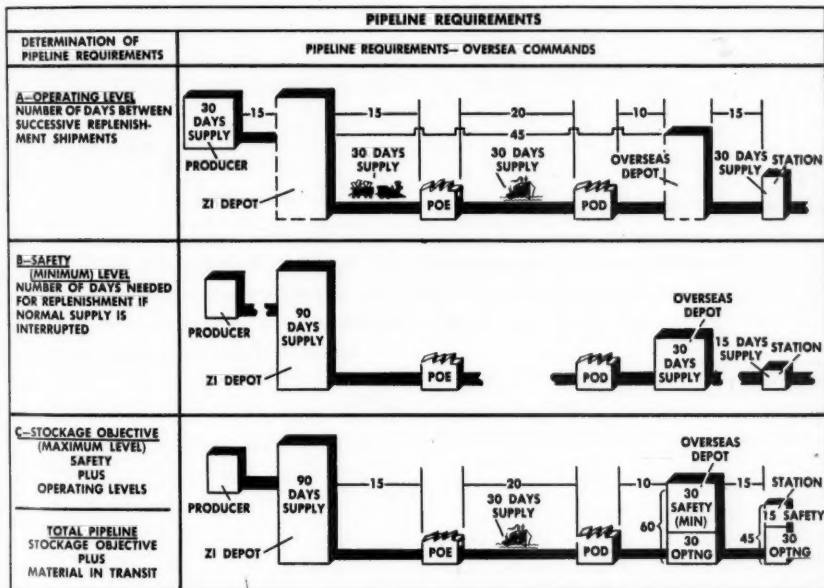 PIPELINE REQUIREMENTS
DETERMINATION OF
PIPELINE REQUIREMENTS
PIPELINE REQUIREMENTS—OVERSEA COMMANDS
A—OPERATING LEVEL
NUMBER OF DAYS BETWEEN
SUCCESSIVE REPLENISH-
MENT SHIPMENTS
30
DAYS
SUPPLY
PRODUCER
15
ZI DEPOT
15
20
10
15
45
30 DAYS
SUPPLY
POE
30 DAYS
SUPPLY
POD
OVERSEAS
DEPOT
30 DAYS
SUPPLY
STATION
B—SAFETY
(MINIMUM) LEVEL
NUMBER OF DAYS NEEDED
FOR REPLENISHMENT IF
NORMAL SUPPLY IS
INTERRUPTED
PRODUCER
90
DAYS
SUPPLY
ZI DEPOT
POE
POD
OVERSEAS
DEPOT
30
DAYS
SUPPLY
15 DAYS
SUPPLY
STATION
C—STOCKAGE OBJECTIVE
(MAXIMUM LEVEL)
SAFETY
PLUS
OPERATING LEVELS
TOTAL PIPELINE
STOCKAGE OBJECTIVE
PLUS
MATERIAL IN TRANSIT
PRODUCER
90
DAYS
SUPPLY
ZI DEPOT
15
20
10
15
POE
30 DAYS
SUPPLY
POD
OVERSEAS
DEPOT
60
30
SAFETY
(MIN)
30
OPTNG
STATION
45
15 SAFETY
30
OPTNG